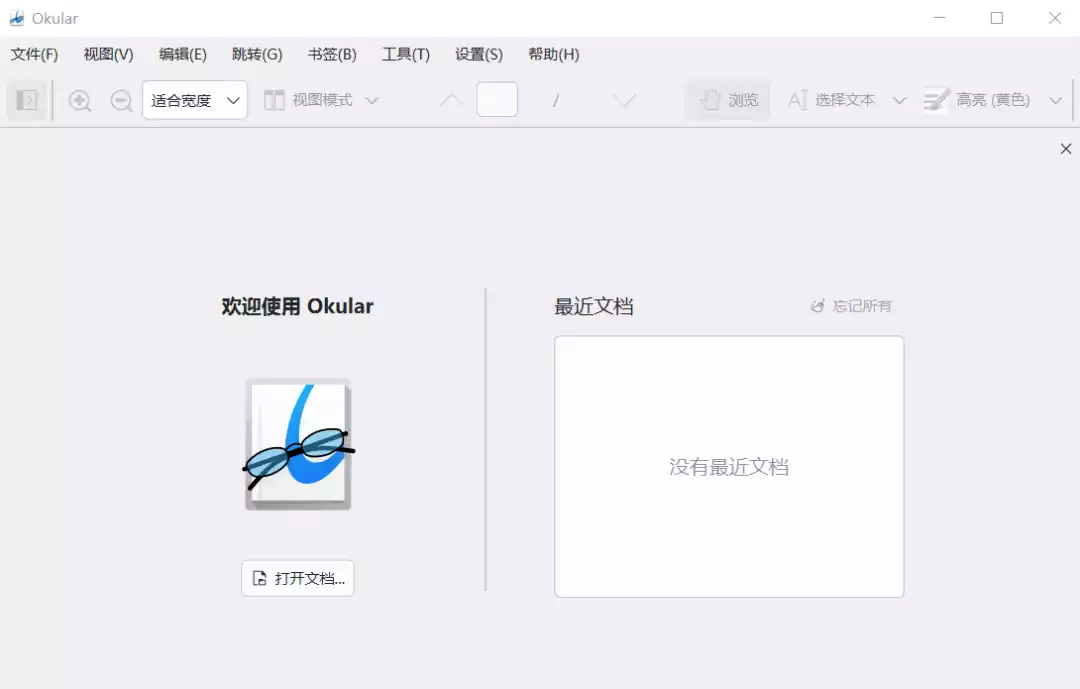 Okular
文件(F) 视图(V) 编辑(E) 跳转(G) 书签(B) 工具(T) 设置(S) 帮助(H)
适合宽度 视图模式 / 浏览 选择文本 高亮 (黄色)
欢迎使用 Okular
最近文档 忘记所有
没有最近文档
打开文档...